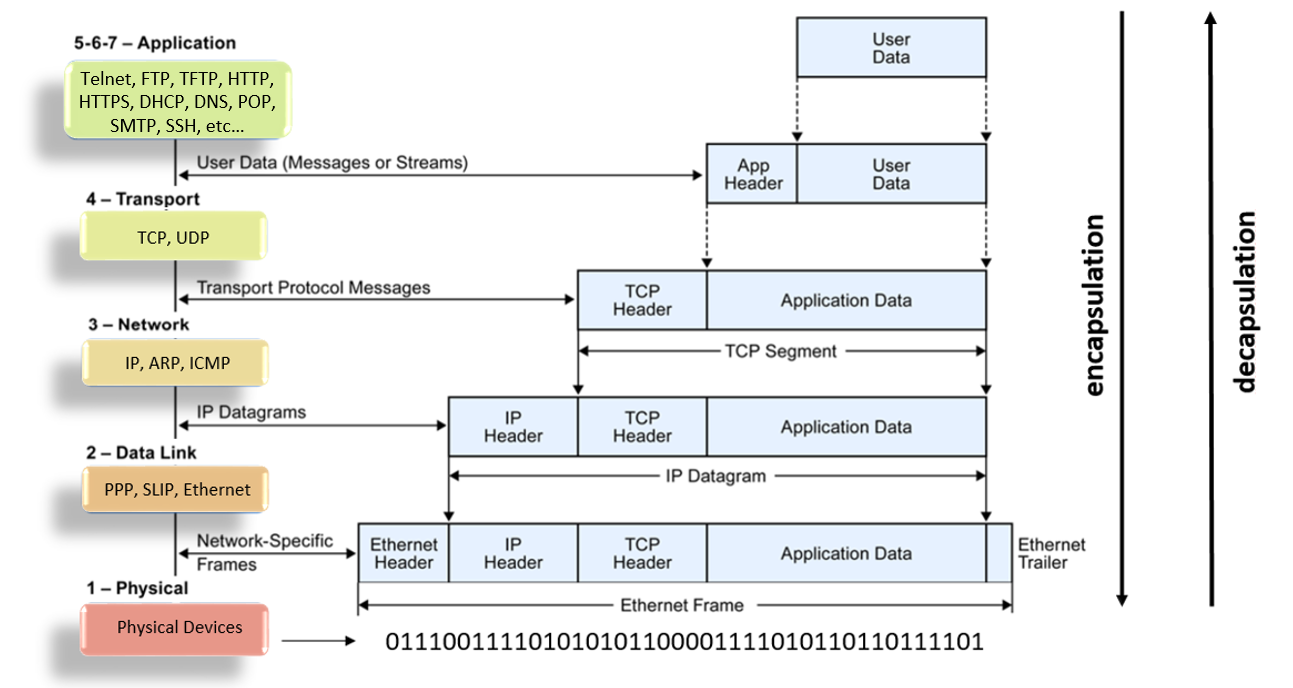 5-6-7 – Application
Telnet, FTP, TFTP, HTTP,
HTTPS, DHCP, DNS, POP,
SMTP, SSH, etc...
User Data (Messages or Streams)
4 – Transport
TCP, UDP
Transport Protocol Messages
3 – Network
IP, ARP, ICMP
IP Datagrams
2 – Data Link
PPP, SLIP, Ethernet
Network-Specific
Frames
1 – Physical
Physical Devices
User
Data
App
Header
User
Data
TCP
Header
Application Data
TCP Segment
IP
Header
TCP
Header
Application Data
IP Datagram
Ethernet
Header
IP
Header
TCP
Header
Application Data
Ethernet
Trailer
Ethernet Frame
011100111101010101100001111010110110111101
encapsulation
decapsulation